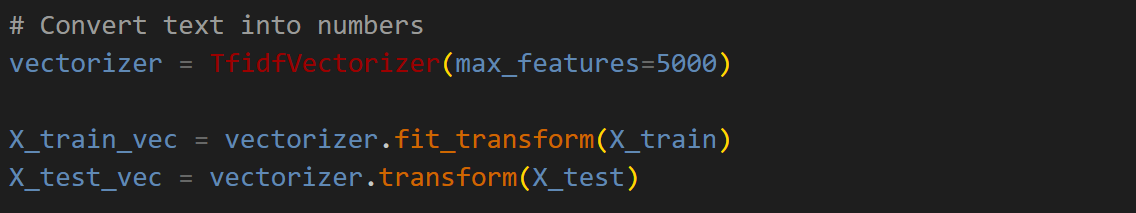 # Convert text into numbers
vectorizer = TfidfVectorizer(max_features=5000)
X_train_vec = vectorizer.fit_transform(X_train)
X_test_vec = vectorizer.transform(X_test)